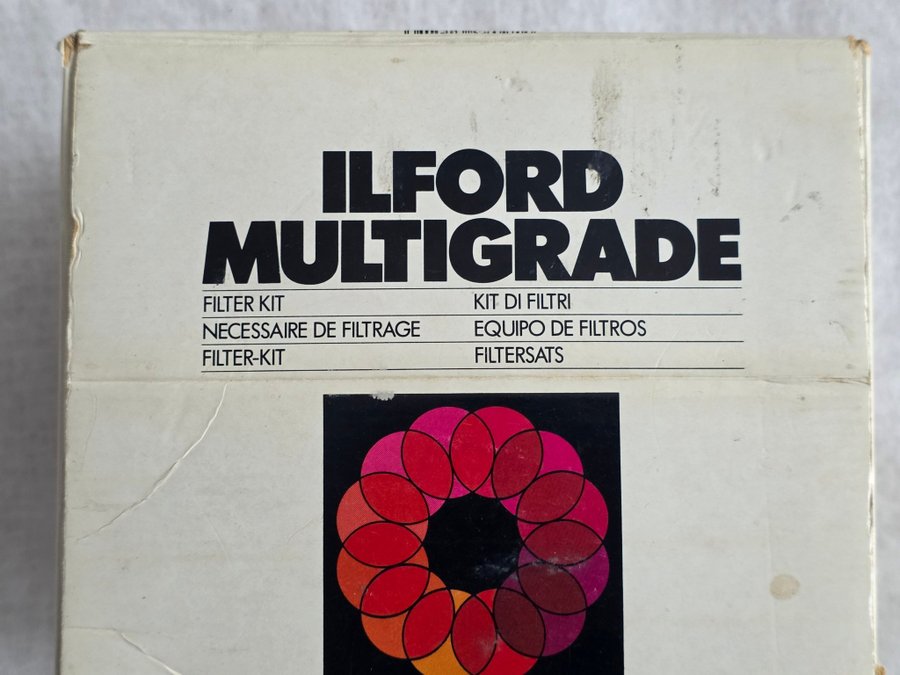 ILFORD
MULTIGRADE
FILTER KIT KIT DI FILTRI
NECESSAIRE DE FILTRAGE EQUIPO DE FILTROS
FILTER-KIT FILTERSATS